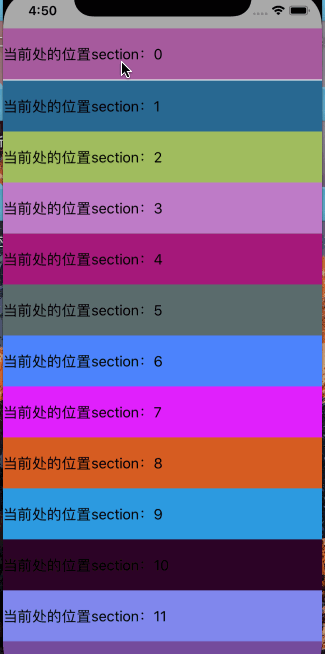 4:50
当前处的位置section：0
当前处的位置section：1
当前处的位置section：2
当前处的位置section：3
当前处的位置section：4
当前处的位置section：5
当前处的位置section：6
当前处的位置section：7
当前处的位置section：8
当前处的位置section：9
当前处的位置section：10
当前处的位置section：11